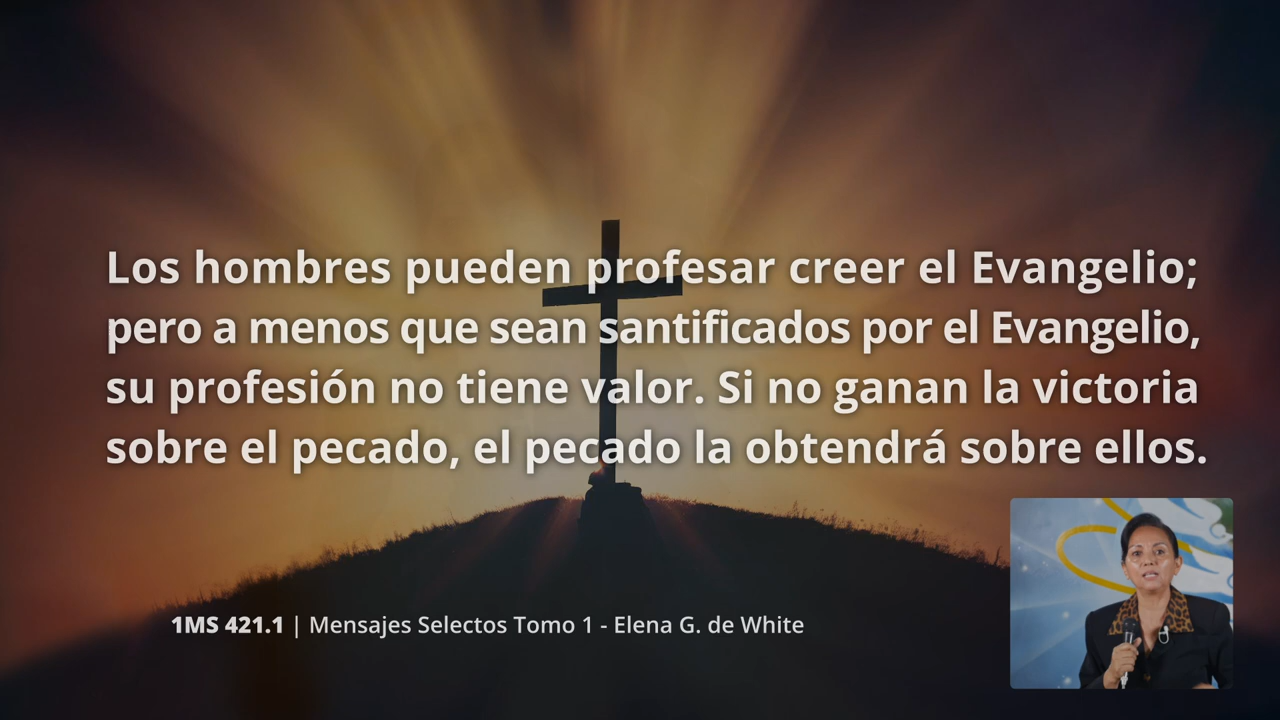 Los hombres pueden profesar creer el Evangelio;
pero a menos que sean santificados por el Evangelio,
su profesión no tiene valor. Si no ganan la victoria
sobre el pecado, el pecado la obtendrá sobre ellos.
1MS 421.1 | Mensajes Selectos Tomo 1 - Elena G. de White